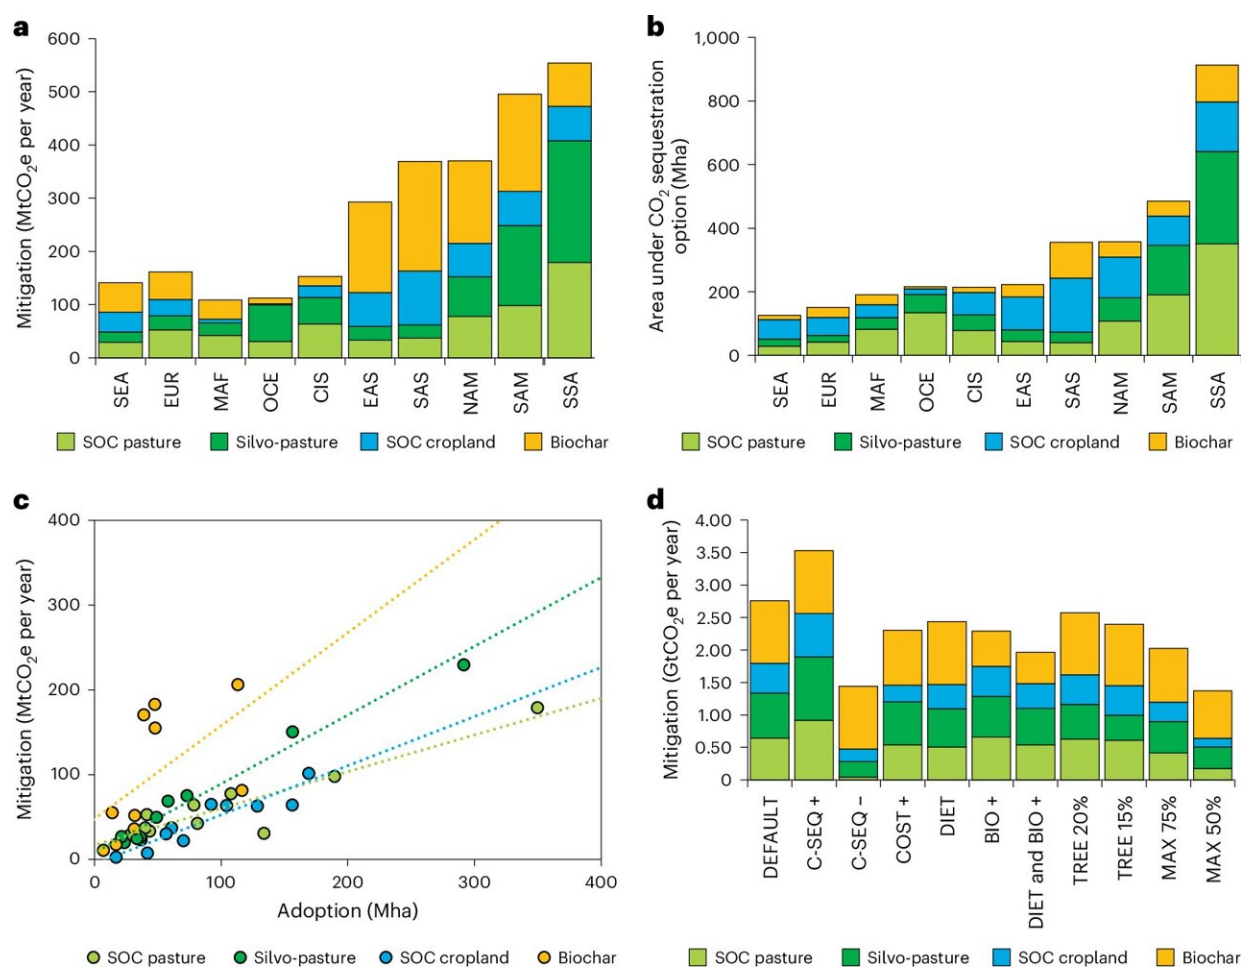 a
Mitigation (MtCO2e per year)
600
500
400
300
200
100
0
SEA
EUR
MAF
OCE
CIS
EAS
SAS
NAM
SAM
SSA
SOC pasture
Silvo-pasture
SOC cropland
Biochar
b
Area under CO2 sequestration
option (Mha)
1,000
800
600
400
200
0
SEA
EUR
MAF
OCE
CIS
EAS
SAS
NAM
SAM
SSA
SOC pasture
Silvo-pasture
SOC cropland
Biochar
c
Mitigation (MtCO2e per year)
400
300
200
100
0
0
100
200
300
400
Adoption (Mha)
SOC pasture
Silvo-pasture
SOC cropland
Biochar
d
Mitigation (GtCO2e per year)
4.00
3.50
3.00
2.50
2.00
1.50
1.00
0.50
0
DEFAULT
C-SEQ +
C-SEQ −
COST +
DIET
BIO +
DIET and BIO +
TREE 20%
TREE 15%
MAX 75%
MAX 50%
SOC pasture
Silvo-pasture
SOC cropland
Biochar